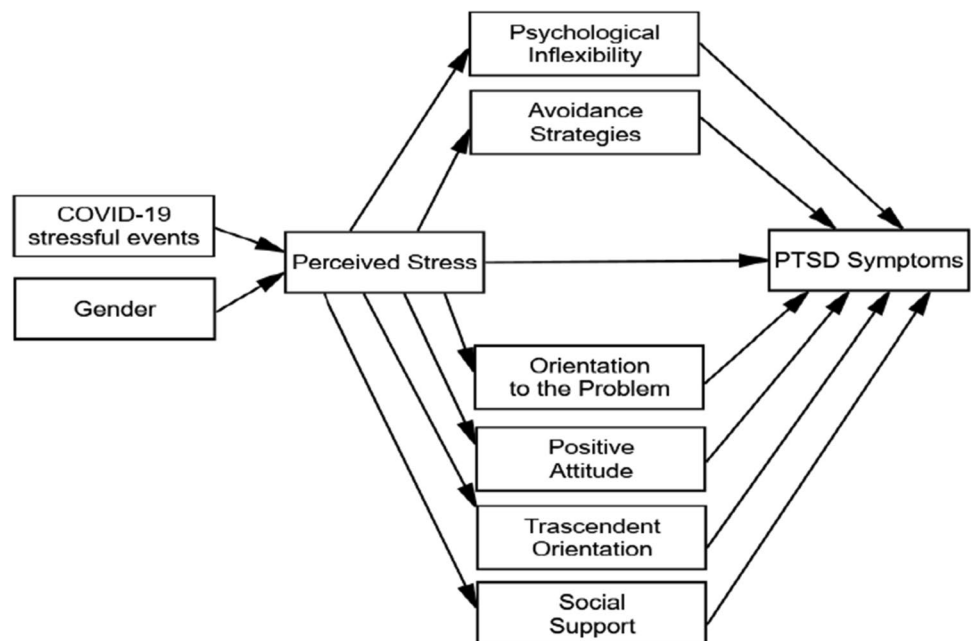 Psychological
Inflexibility
Avoidance
Strategies
COVID-19
stressful events
Perceived Stress
PTSD Symptoms
Gender
Orientation
to the Problem
Positive
Attitude
Trascendent
Orientation
Social
Support